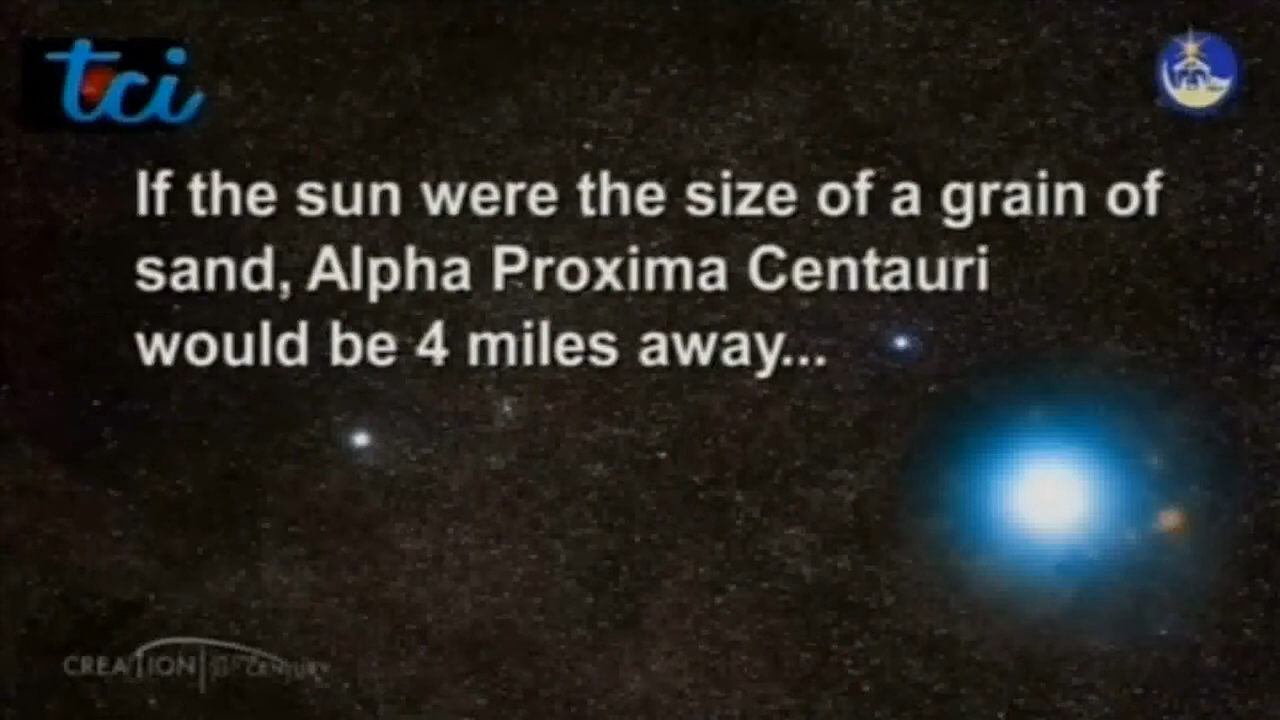 tci
If the sun were the size of a grain of
sand, Alpha Proxima Centauri
would be 4 miles away...
CREATION
CENTURY